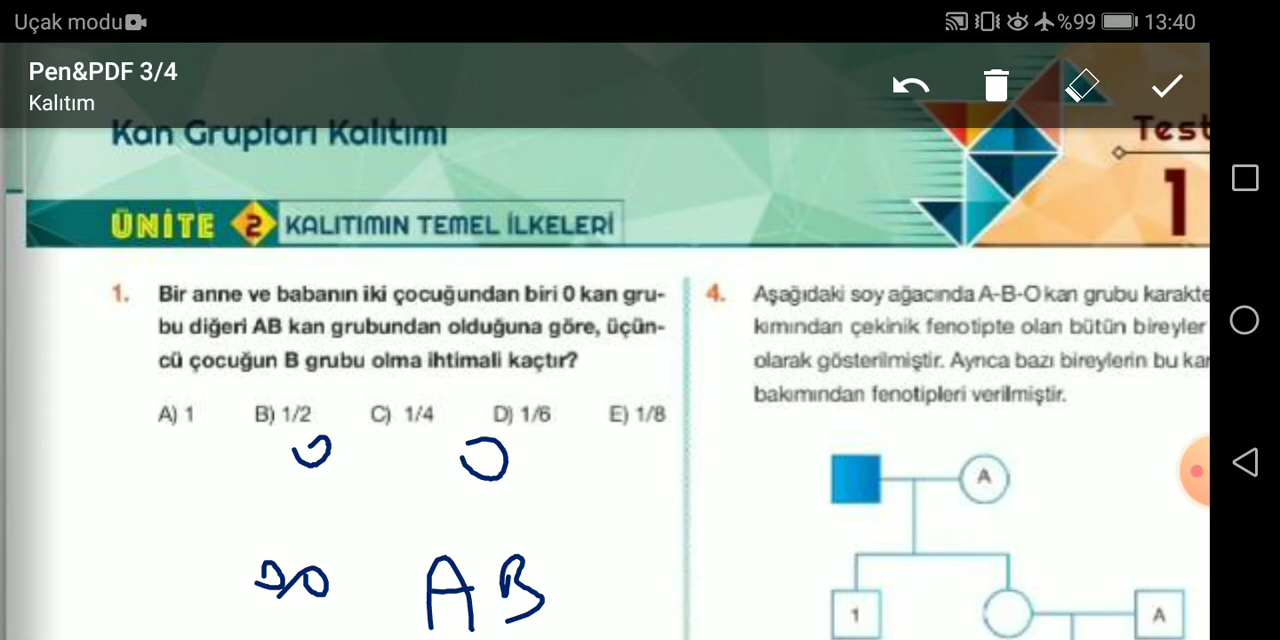 Uçak modu
%99 13:40
Pen&PDF 3/4
Kalıtım
Kan Grupları Kalıtımı
Test
1
ÜNİTE 2 KALITIMIN TEMEL İLKELERİ
1. Bir anne ve babanın iki çocuğundan biri 0 kan gru-
bu diğeri AB kan grubundan olduğuna göre, üçün-
cü çocuğun B grubu olma ihtimali kaçtır?
A) 1 B) 1/2 C) 1/4 D) 1/6 E) 1/8
O O
AB
4. Aşağıdaki soy ağacında A-B-O kan grubu karakte
kımından çekinik fenotipte olan bütün bireyler
olarak gösterilmiştir. Ayrıca bazı bireylerin bu kar
bakımından fenotipleri verilmiştir.
A
1 A